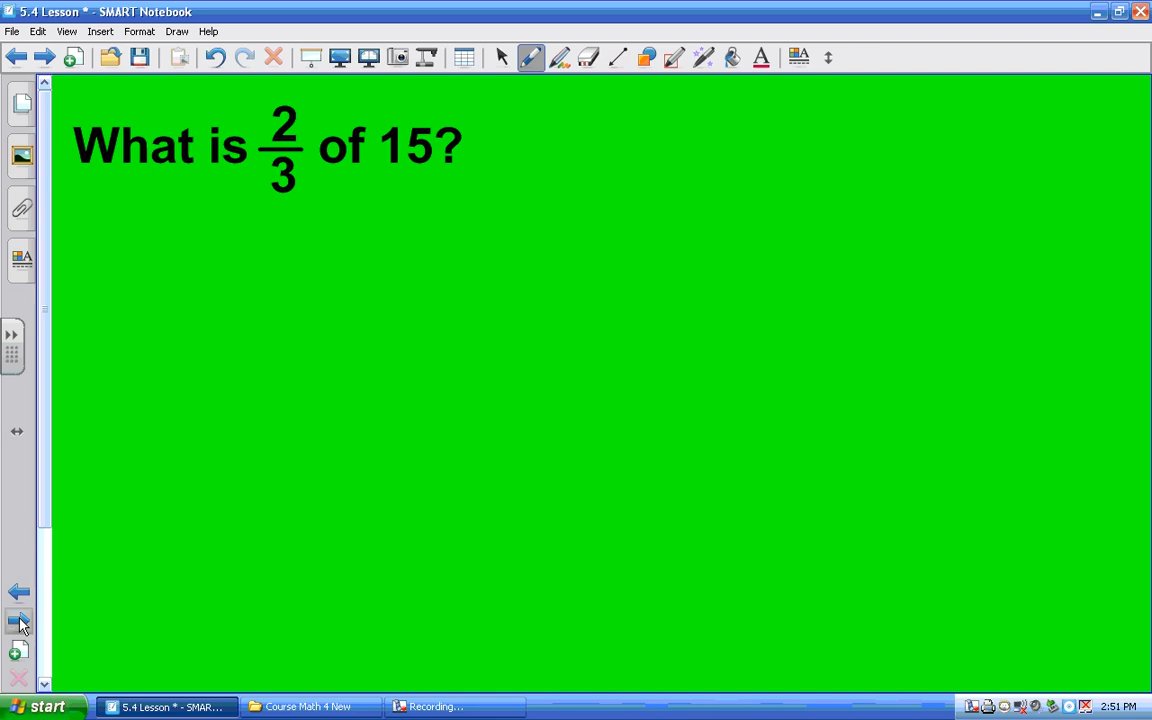 5.4 Lesson * - SMART Notebook
File Edit View Insert Format Draw Help
What is 2/3 of 15?
start 5.4 Lesson * - SMAR... Course Math 4 New Recording... 2:51 PM